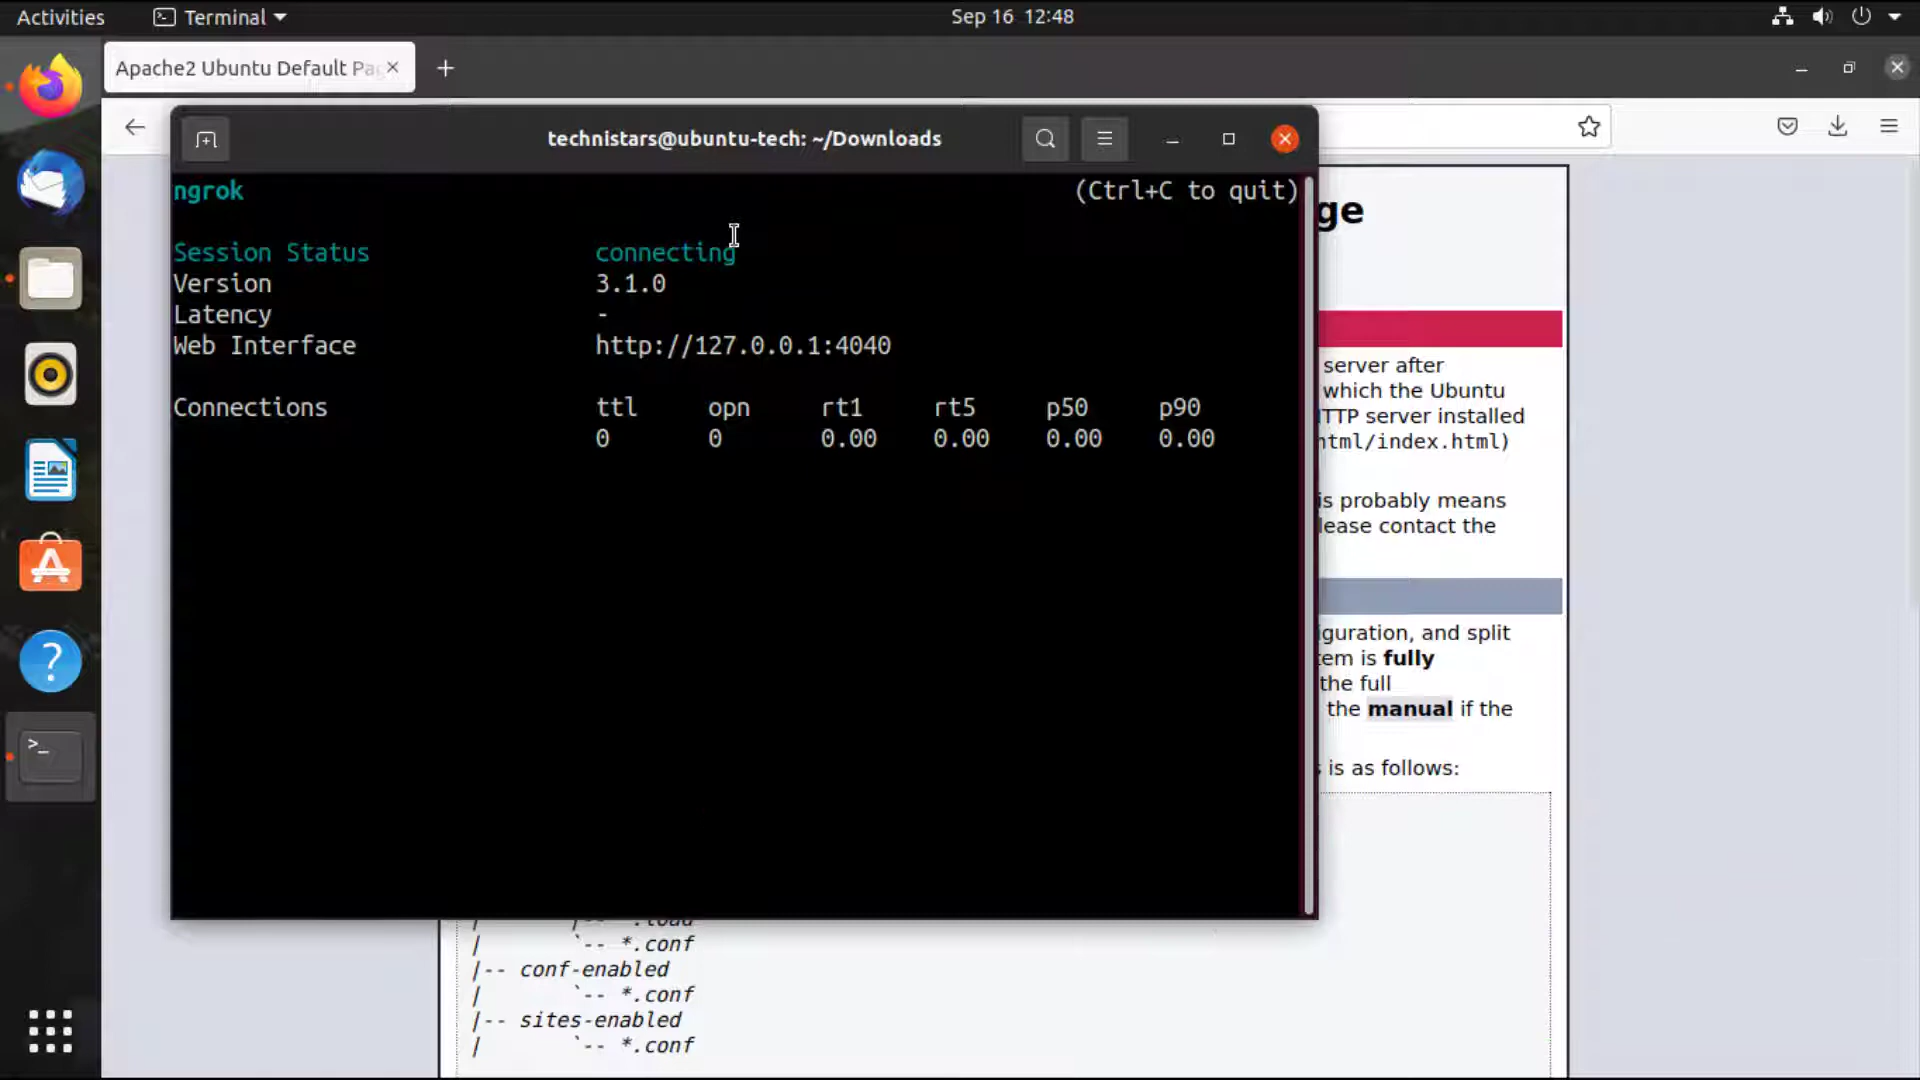 Activities
Terminal
Sep 16 12:48
Apache2 Ubuntu Default Pa
technistars@ubuntu-tech: ~/Downloads
ngrok (Ctrl+C to quit)
Session Status connecting
Version 3.1.0
Latency -
Web Interface http://127.0.0.1:4040
Connections ttl opn rt1 rt5 p50 p90
0 0 0.00 0.00 0.00 0.00
ge
server after
which the Ubuntu
TTP server installed
html/index.html)
is probably means
lease contact the
iguration, and split
tem is fully
the full
the manual if the
s is as follows:
| |-- *.load
| `-- *.conf
|-- conf-enabled
| `-- *.conf
|-- sites-enabled
| `-- *.conf